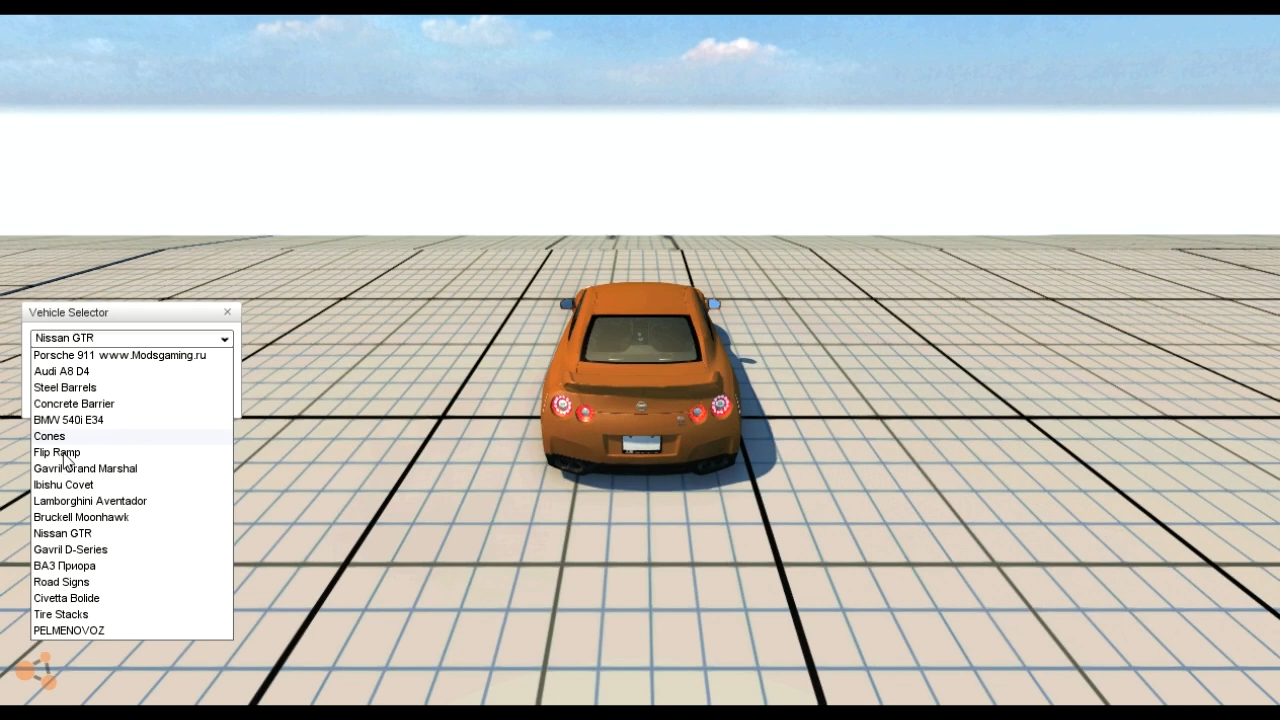 Vehicle Selector
Nissan GTR
Porsche 911 www.Modsgaming.ru
Audi A8 D4
Steel Barrels
Concrete Barrier
BMW 540i E34
Cones
Flip Ramp
Gavril Grand Marshal
Ibishu Covet
Lamborghini Aventador
Bruckell Moonhawk
Nissan GTR
Gavril D-Series
ВАЗ Приора
Road Signs
Civetta Bolide
Tire Stacks
PELMENOVOZ